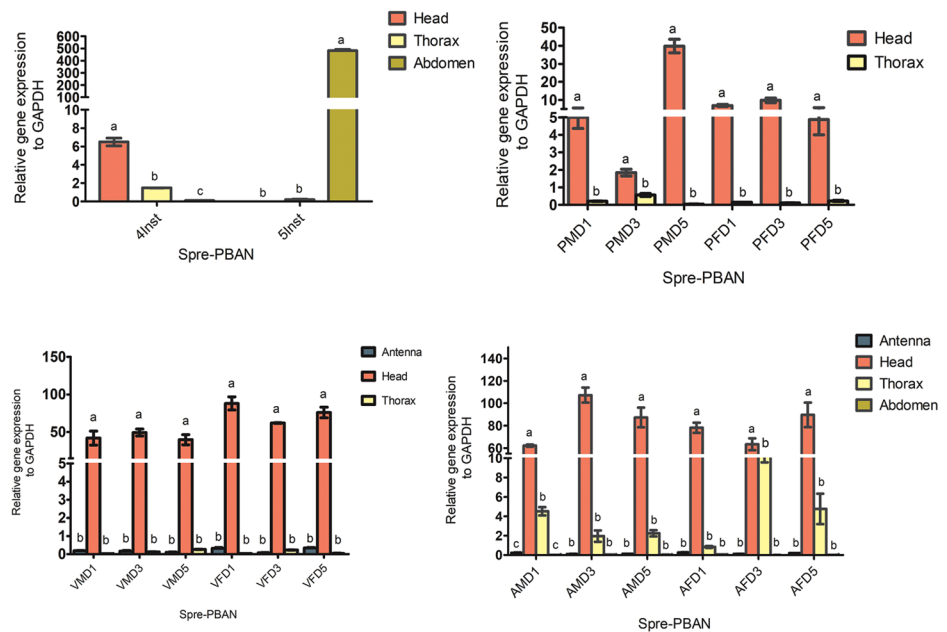 Head
Thorax
Abdomen
Relative gene expression
to GAPDH
600
500
400
300
200
100
8
6
4
2
0
a
b
c
b
b
a
4Inst
5Inst
Spre-PBAN
Head
Thorax
Relative gene expression
to GAPDH
50
40
30
20
10
5
4
3
2
1
0
a
b
a
b
a
b
a
b
a
b
a
b
PMD1
PMD3
PMD5
PFD1
PFD3
PFD5
Spre-PBAN
Antenna
Head
Thorax
Relative gene expression
to GAPDH
150
100
50
5
4
3
2
1
0
b
a
b
b
a
b
b
a
b
b
a
b
b
a
b
b
a
b
VMD1
VMD3
VMD5
VFD1
VFD3
VFD5
Spre-PBAN
Antenna
Head
Thorax
Abdomen
Relative gene expression
to GAPDH
140
120
100
80
60
10
8
6
4
2
0
c
a
b
c
b
a
b
b
b
a
b
b
b
a
b
b
b
a
b
b
b
a
b
b
AMD1
AMD3
AMD5
AFD1
AFD3
AFD5
Spre-PBAN